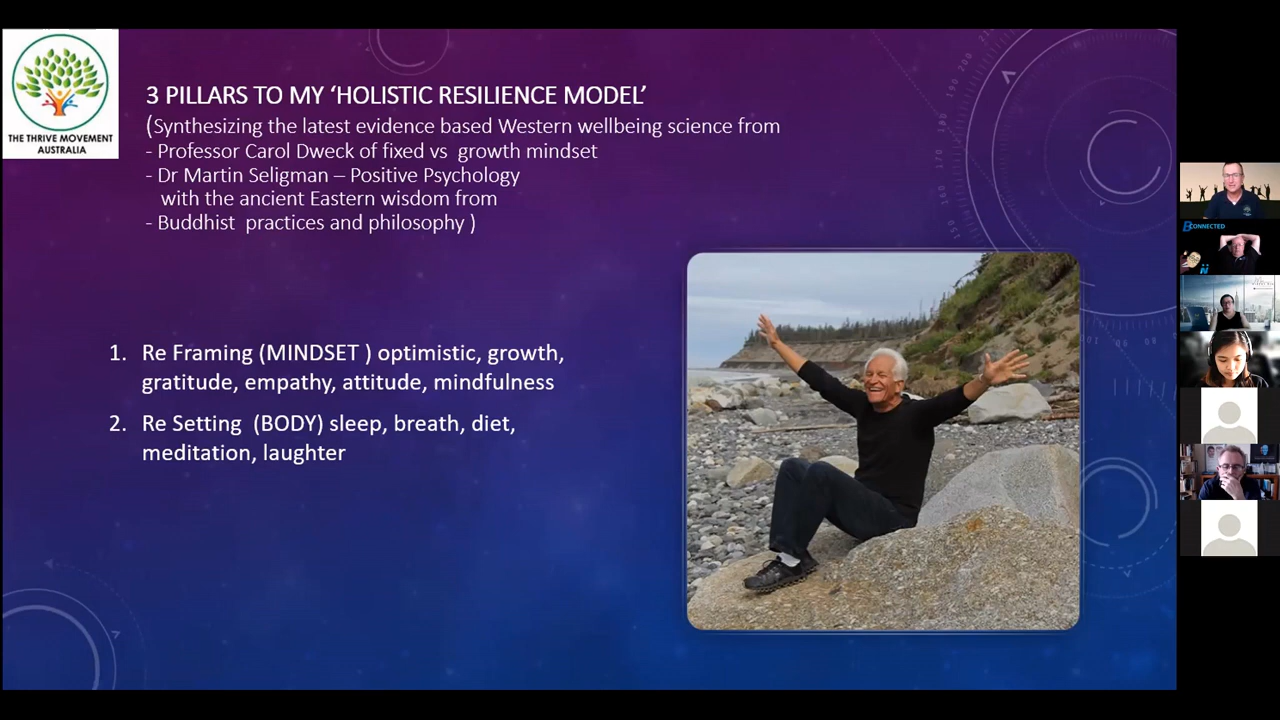 THE THRIVE MOVEMENT
AUSTRALIA
3 PILLARS TO MY ‘HOLISTIC RESILIENCE MODEL’
(Synthesizing the latest evidence based Western wellbeing science from
- Professor Carol Dweck of fixed vs growth mindset
- Dr Martin Seligman – Positive Psychology
with the ancient Eastern wisdom from
- Buddhist practices and philosophy )
1. Re Framing (MINDSET ) optimistic, growth,
gratitude, empathy, attitude, mindfulness
2. Re Setting (BODY) sleep, breath, diet,
meditation, laughter
BCONNECTED